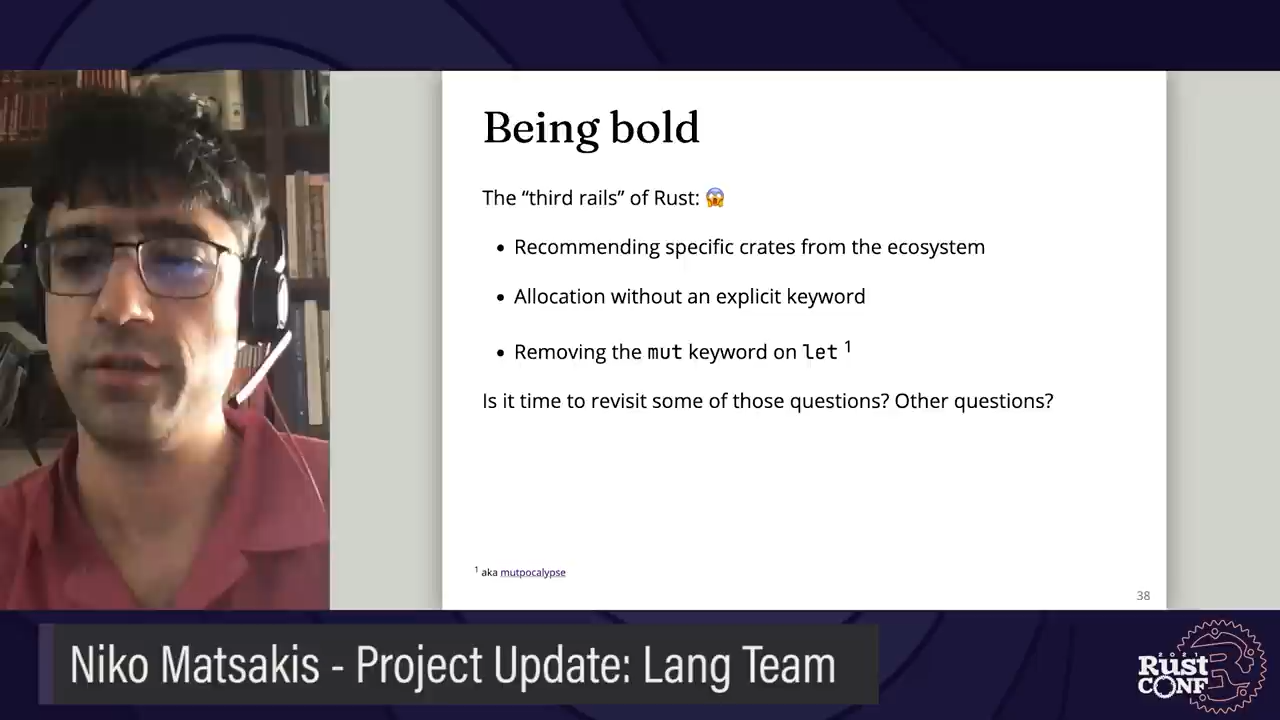 Being bold
The “third rails” of Rust: 😱
• Recommending specific crates from the ecosystem
• Allocation without an explicit keyword
• Removing the mut keyword on let ¹
Is it time to revisit some of those questions? Other questions?
¹ aka mutpocalypse
38
Niko Matsakis - Project Update: Lang Team
Rust
CONF